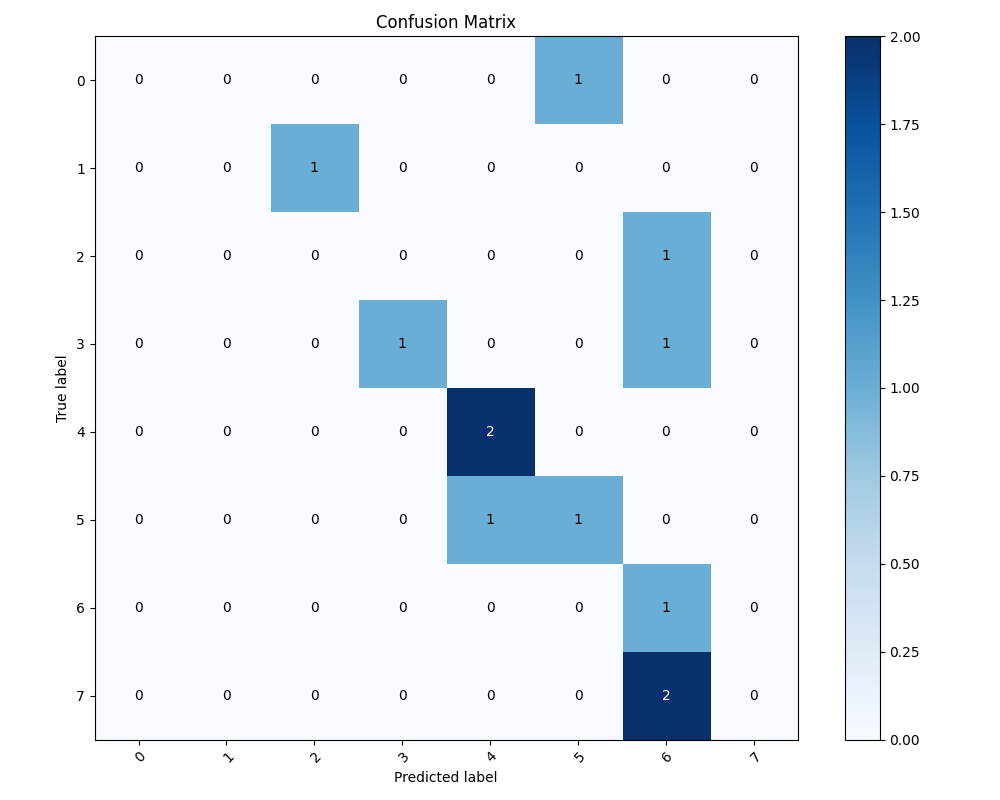 Confusion Matrix
0 0 0 0 0 0 1 0 0
1 0 0 1 0 0 0 0 0
2 0 0 0 0 0 0 1 0
3 0 0 0 1 0 0 1 0
4 0 0 0 0 2 0 0 0
5 0 0 0 0 1 1 0 0
6 0 0 0 0 0 0 1 0
7 0 0 0 0 0 0 2 0
0 1 2 3 4 5 6 7
True label
Predicted label
2.00
1.75
1.50
1.25
1.00
0.75
0.50
0.25
0.00